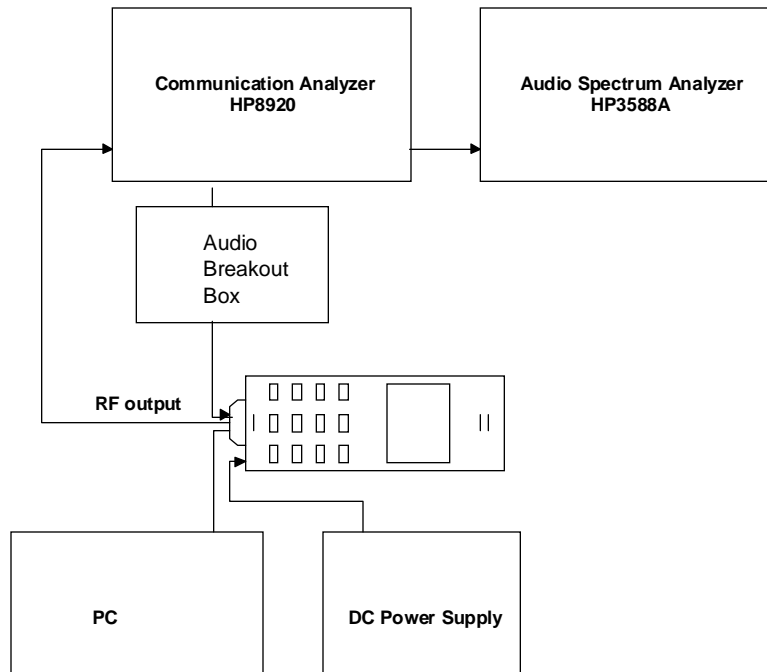 Communication Analyzer
HP8920
Audio Spectrum Analyzer
HP3588A
Audio
Breakout
Box
RF output
PC
DC Power Supply